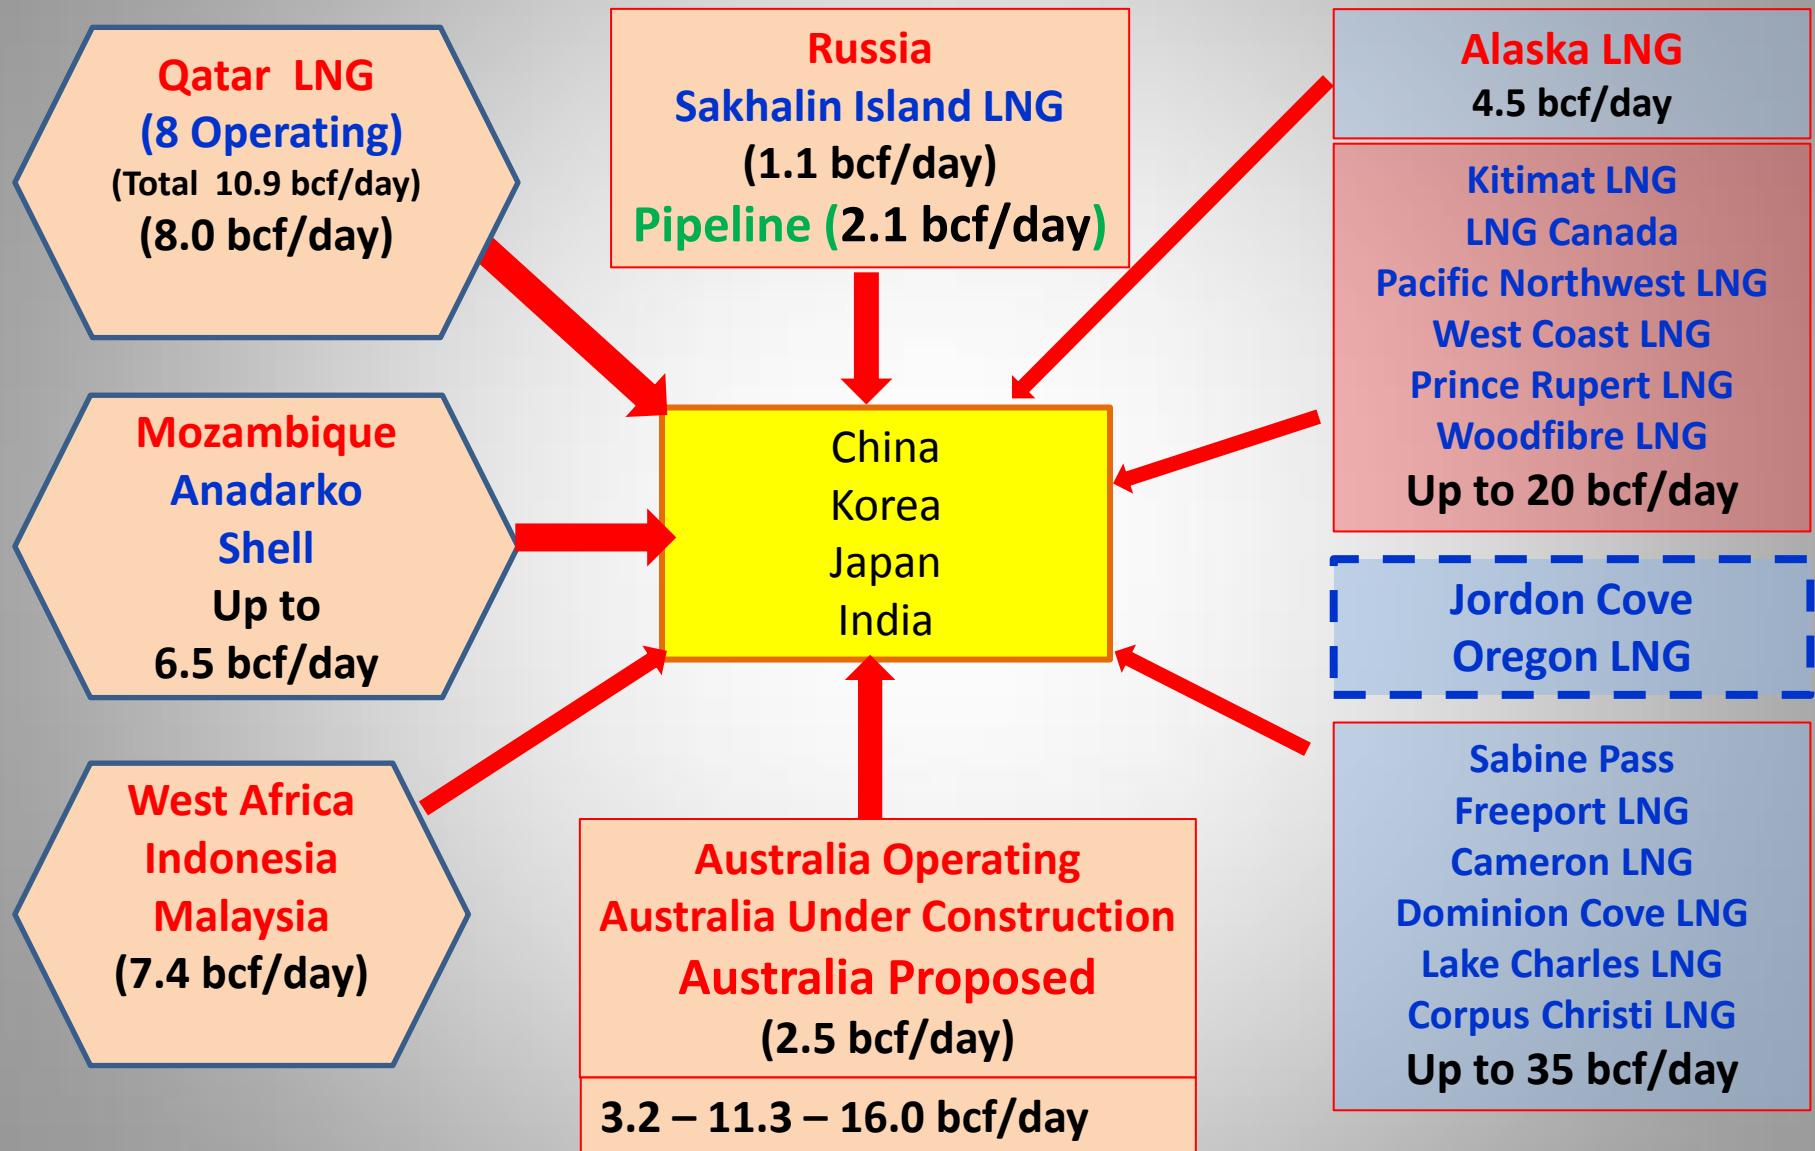 Qatar LNG
(8 Operating)
(Total 10.9 bcf/day)
(8.0 bcf/day)
Russia
Sakhalin Island LNG
(1.1 bcf/day)
Pipeline (2.1 bcf/day)
Alaska LNG
4.5 bcf/day
Kitimat LNG
LNG Canada
Pacific Northwest LNG
West Coast LNG
Prince Rupert LNG
Woodfibre LNG
Up to 20 bcf/day
Mozambique
Anadarko
Shell
Up to
6.5 bcf/day
China
Korea
Japan
India
Jordon Cove
Oregon LNG
West Africa
Indonesia
Malaysia
(7.4 bcf/day)
Australia Operating
Australia Under Construction
Australia Proposed
(2.5 bcf/day)
3.2 – 11.3 – 16.0 bcf/day
Sabine Pass
Freeport LNG
Cameron LNG
Dominion Cove LNG
Lake Charles LNG
Corpus Christi LNG
Up to 35 bcf/day